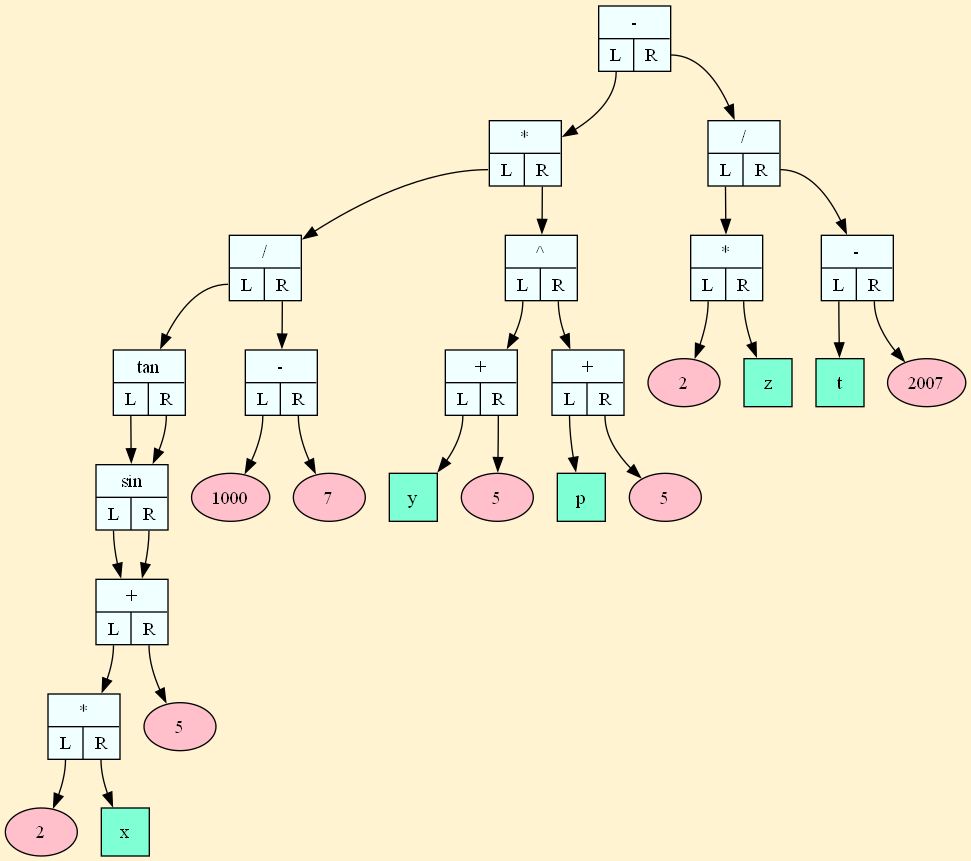 -
L R
* /
L R L R
/ ^ * -
L R L R L R L R
tan - + + 2 z t 2007
L R L R L R L R
sin 1000 7 y 5 p 5
L R
+
L R
* 5
L R
2 x